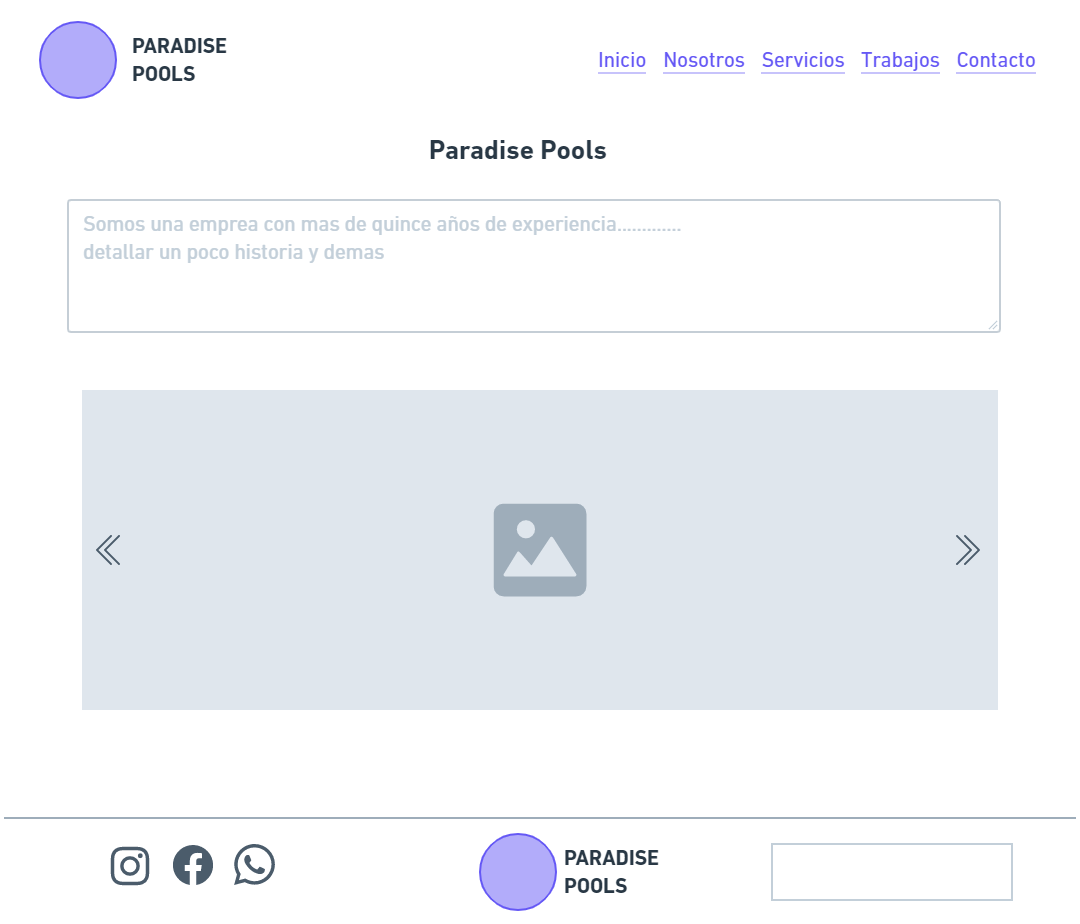 PARADISE
POOLS
Inicio Nosotros Servicios Trabajos Contacto
Paradise Pools
Somos una emprea con mas de quince años de experiencia.............
detallar un poco historia y demas
PARADISE
POOLS